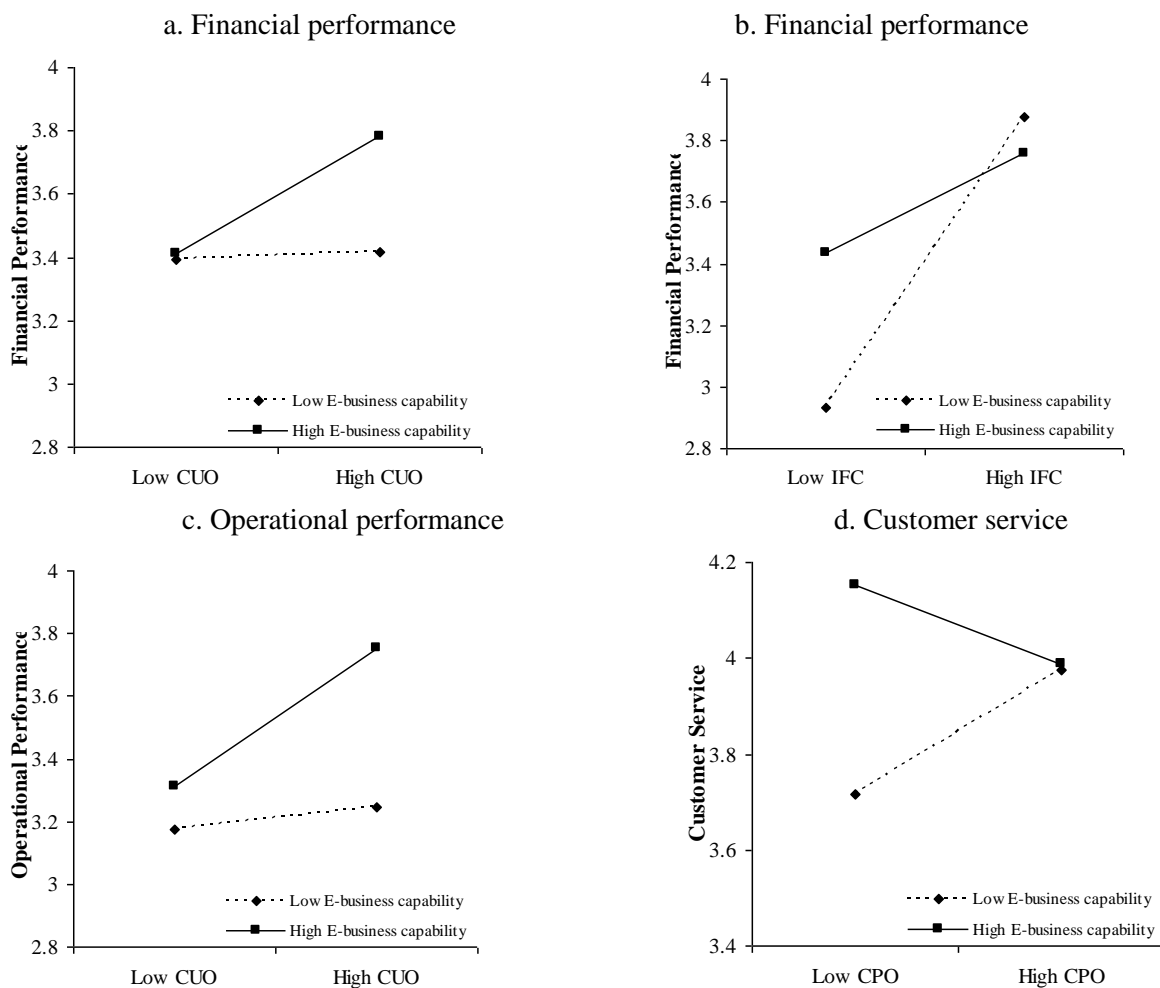 a. Financial performance
4
3.8
3.6
3.4
3.2
3
2.8
Financial Performance
Low E-business capability
High E-business capability
Low CUO High CUO
b. Financial performance
4
3.8
3.6
3.4
3.2
3
2.8
Financial Performance
Low E-business capability
High E-business capability
Low IFC High IFC
c. Operational performance
4
3.8
3.6
3.4
3.2
3
2.8
Operational Performance
Low E-business capability
High E-business capability
Low CUO High CUO
d. Customer service
4.2
4
3.8
3.6
3.4
Customer Service
Low E-business capability
High E-business capability
Low CPO High CPO